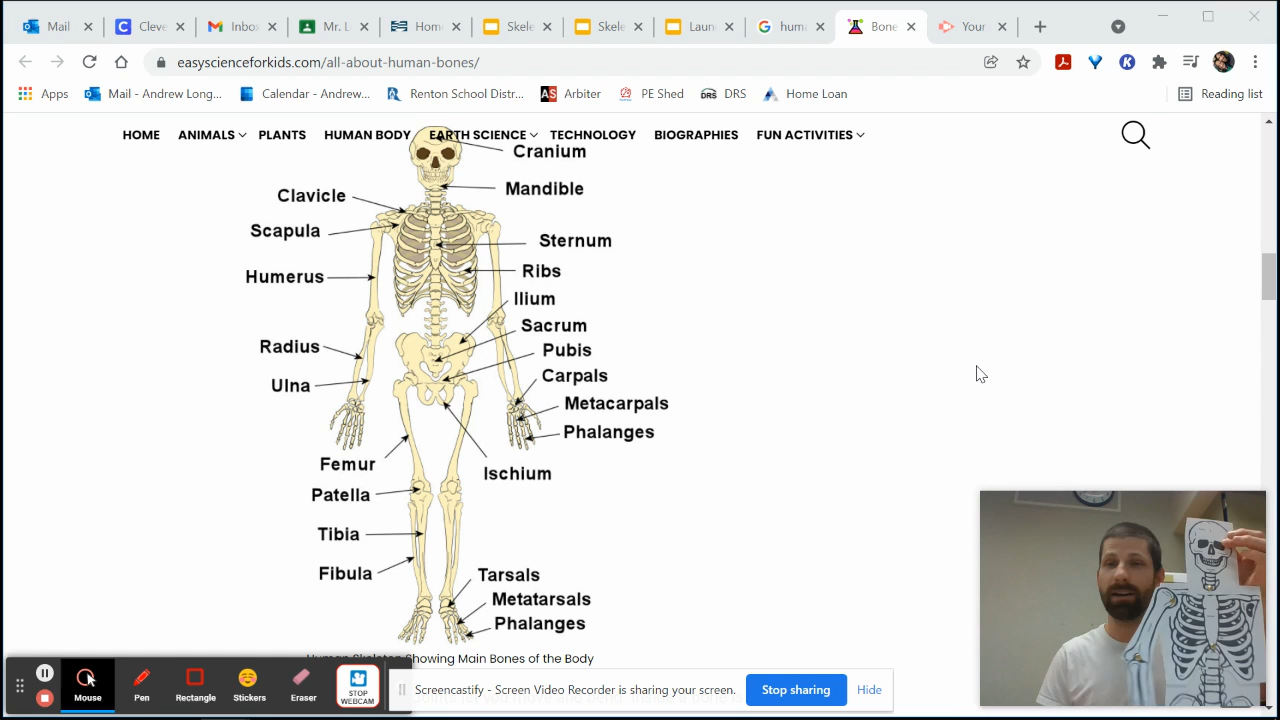 Mail
Cleve
Inbo
Mr. L
Home
Skele
Skele
Laun
hum
Bone
Your
easyscienceforkids.com/all-about-human-bones/
Apps Mail - Andrew Long... Calendar - Andrew... Renton School Distr... Arbiter PE Shed DRS Home Loan Reading list
HOME ANIMALS PLANTS HUMAN BODY EARTH SCIENCE TECHNOLOGY BIOGRAPHIES FUN ACTIVITIES
Cranium
Mandible
Clavicle
Scapula
Sternum
Humerus
Ribs
Ilium
Sacrum
Radius
Pubis
Ulna
Carpals
Metacarpals
Phalanges
Femur
Ischium
Patella
Tibia
Fibula
Tarsals
Metatarsals
Phalanges
Human Skeleton Showing Main Bones of the Body
Mouse Pen Rectangle Stickers Eraser STOP WEBCAM
Screencastify - Screen Video Recorder is sharing your screen. Stop sharing Hide